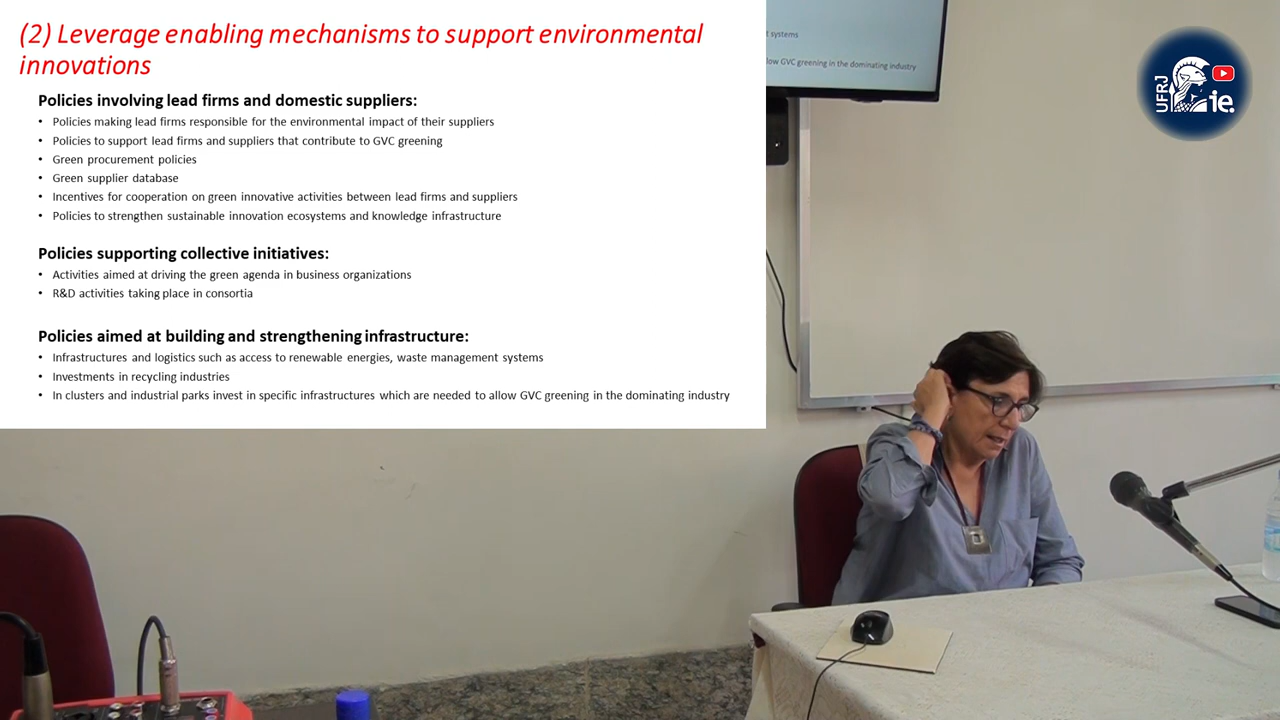 (2) Leverage enabling mechanisms to support environmental
innovations
Policies involving lead firms and domestic suppliers:
• Policies making lead firms responsible for the environmental impact of their suppliers
• Policies to support lead firms and suppliers that contribute to GVC greening
• Green procurement policies
• Green supplier database
• Incentives for cooperation on green innovative activities between lead firms and suppliers
• Policies to strengthen sustainable innovation ecosystems and knowledge infrastructure
Policies supporting collective initiatives:
• Activities aimed at driving the green agenda in business organizations
• R&D activities taking place in consortia
Policies aimed at building and strengthening infrastructure:
• Infrastructures and logistics such as access to renewable energies, waste management systems
• Investments in recycling industries
• In clusters and industrial parks invest in specific infrastructures which are needed to allow GVC greening in the dominating industry
systems
llow GVC greening in the dominating industry
UFRJ
ie.